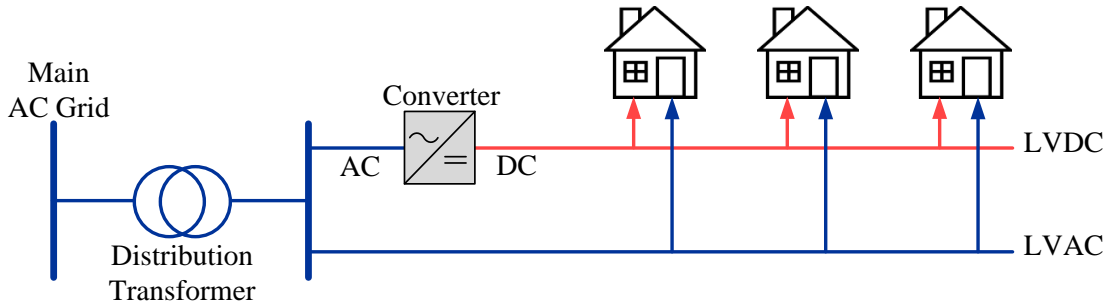 Main
AC Grid
Distribution
Transformer
AC
Converter
DC
LVDC
LVAC